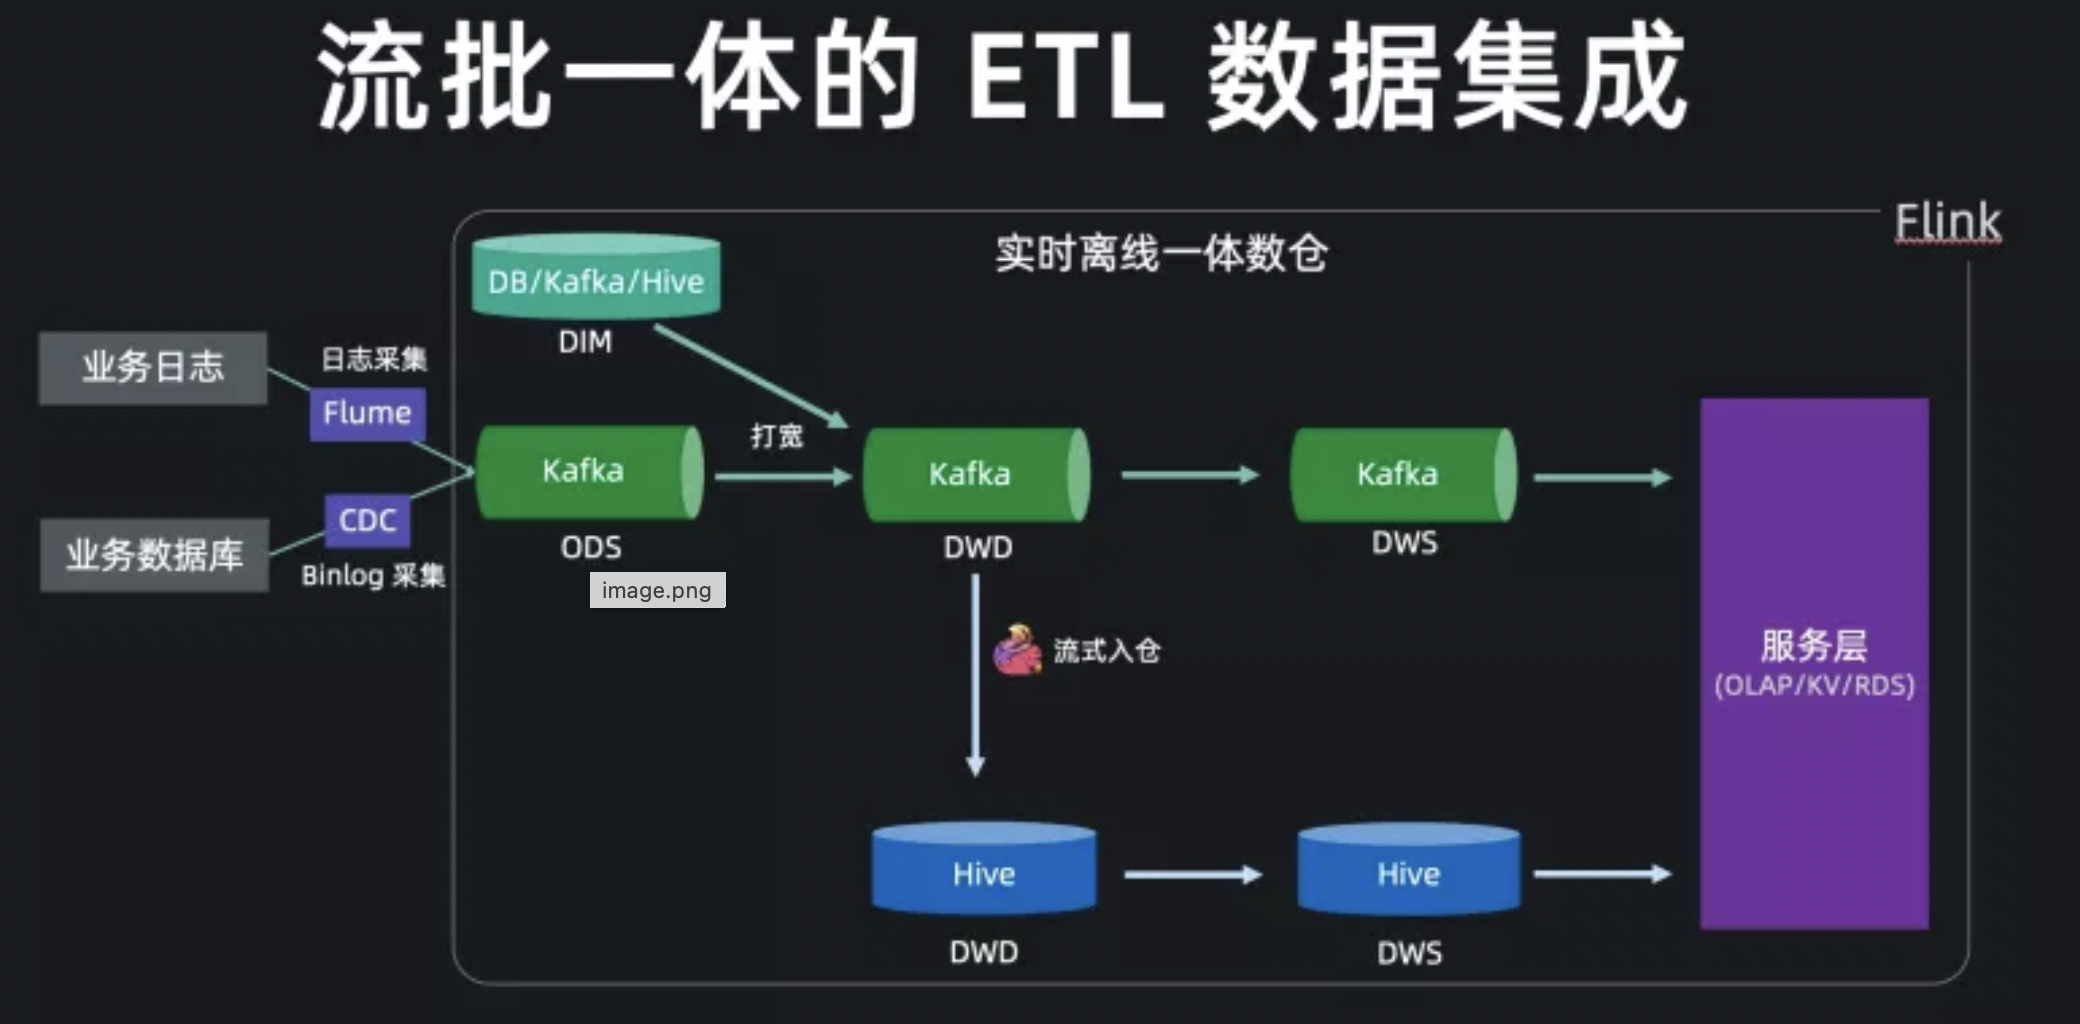 流批一体的 ETL 数据集成
Flink
实时离线一体数仓
DB/Kafka/Hive
DIM
业务日志
日志采集
Flume
打宽
Kafka
Kafka
Kafka
CDC
业务数据库
Binlog 采集
ODS
DWD
DWS
image.png
流式入仓
服务层
(OLAP/KV/RDS)
Hive
Hive
DWD
DWS